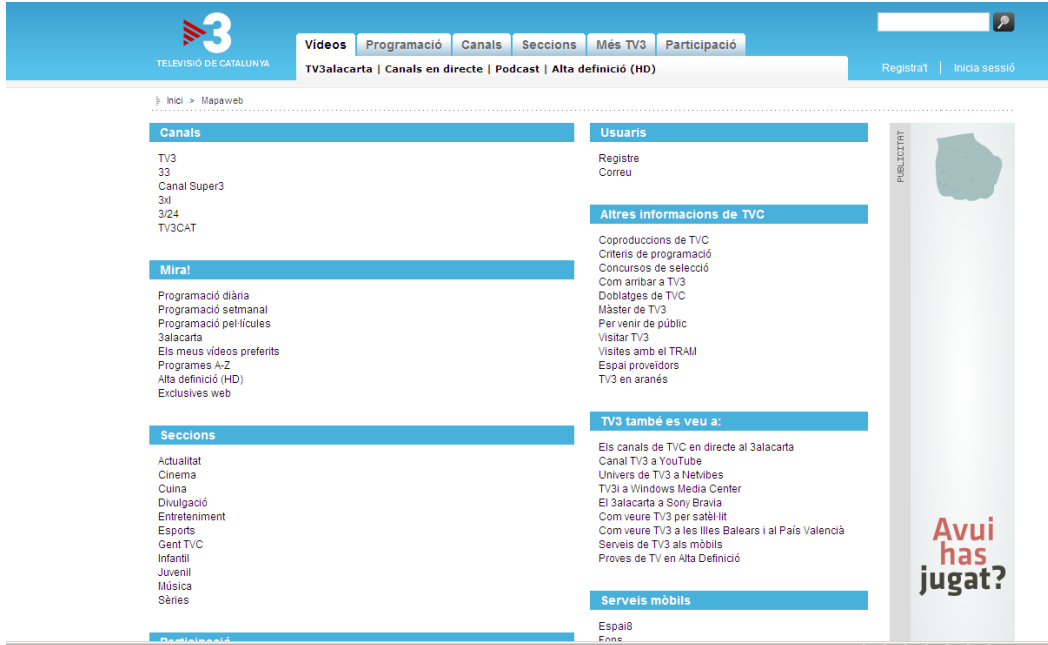 3
TELEVISIÓ DE CATALUNYA
Vídeos Programació Canals Seccions Més TV3 Participació
TV3alacarta | Canals en directe | Podcast | Alta definició (HD)
Registra't | Inicia sessió
Inici > Mapaweb
Canals
TV3
33
Canal Super3
3xl
3/24
TV3CAT
Mira!
Programació diària
Programació setmanal
Programació pel·lícules
3alacarta
Els meus vídeos preferits
Programes A-Z
Alta definició (HD)
Exclusives web
Seccions
Actualitat
Cinema
Cuina
Divulgació
Entreteniment
Esports
Gent TVC
Infantil
Juvenil
Música
Sèries
Participació
Usuaris
Registre
Correu
Altres informacions de TVC
Coproduccions de TVC
Criteris de programació
Concursos de selecció
Com arribar a TV3
Doblatges de TVC
Màster de TV3
Per venir de públic
Visitar TV3
Visites amb el TRAM
Espai proveïdors
TV3 en aranés
TV3 també es veu a:
Els canals de TVC en directe al 3alacarta
Canal TV3 a YouTube
Univers de TV3 a Netvibes
TV3i a Windows Media Center
El 3alacarta a Sony Bravia
Com veure TV3 per satèl·lit
Com veure TV3 a les Illes Balears i al País Valencià
Serveis de TV3 als mòbils
Proves de TV en Alta Definició
Serveis mòbils
Espai8
Fons
PUBLICITAT
Avui
has
jugat?